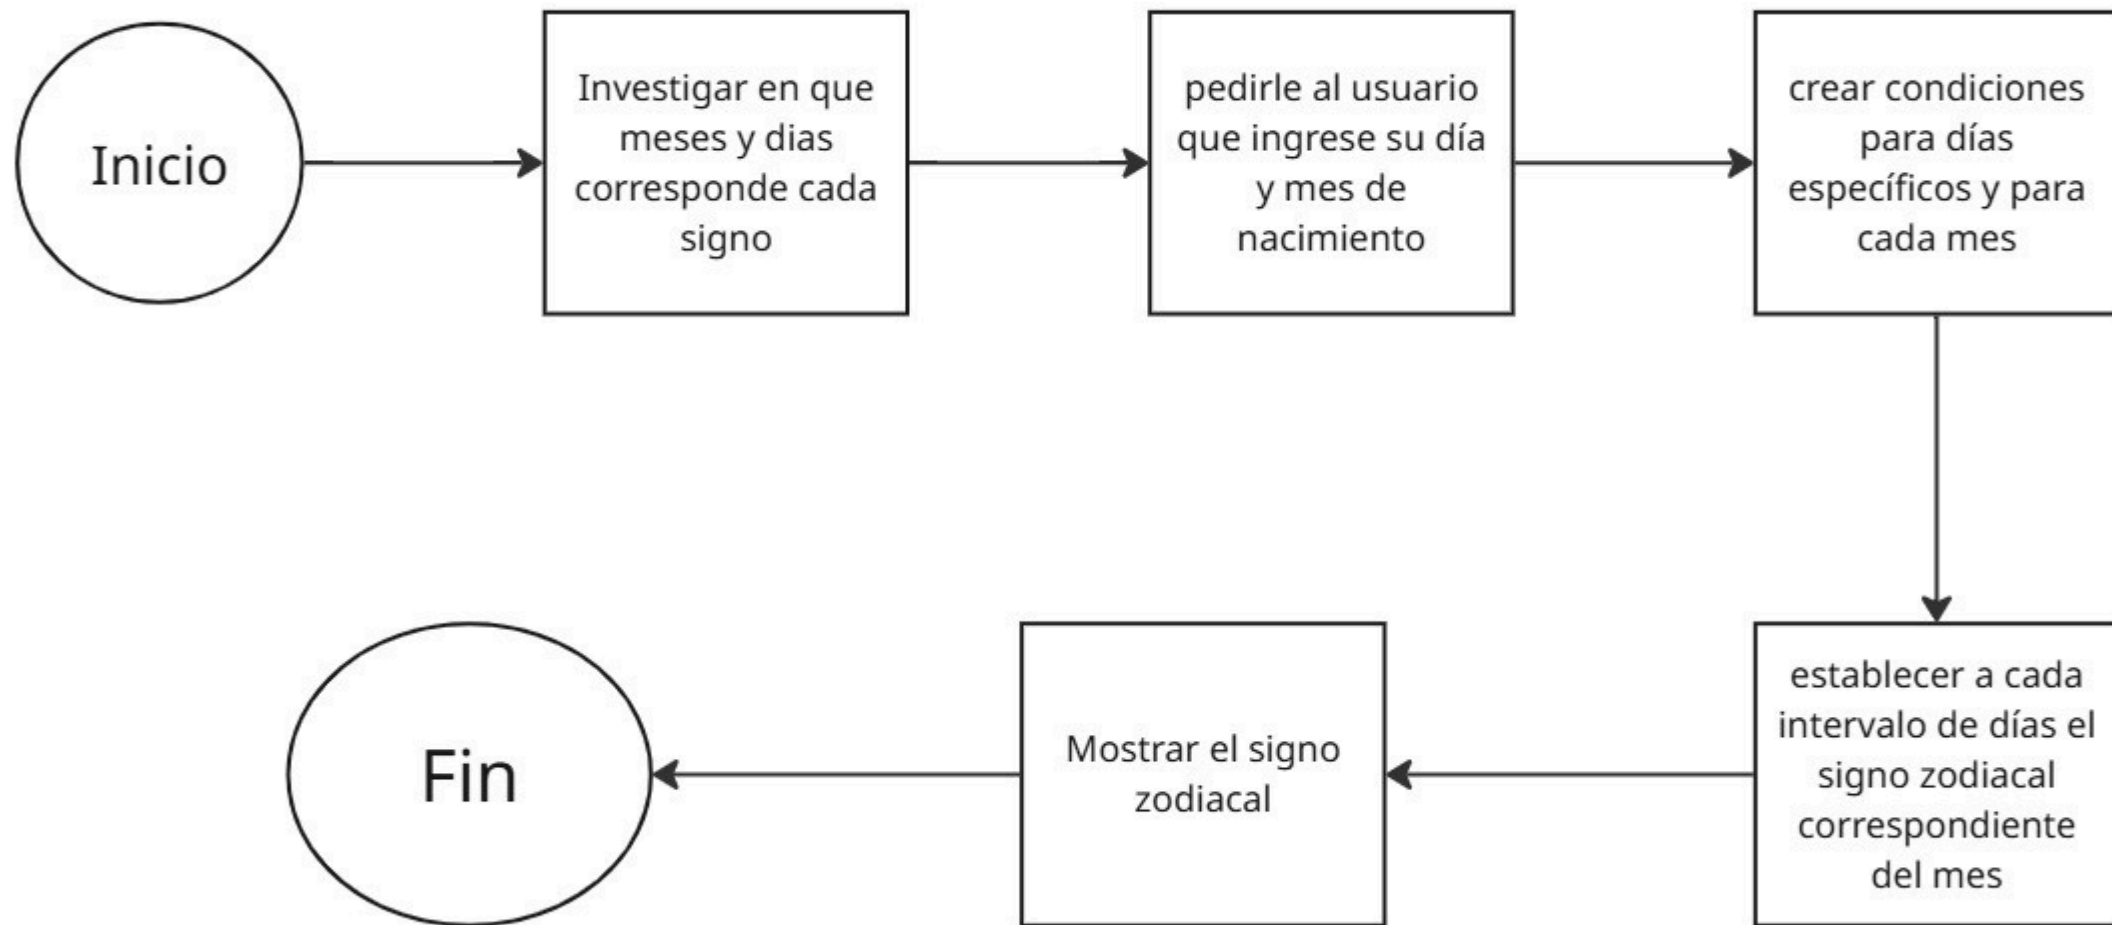 Inicio
Investigar en que
meses y dias
corresponde cada
signo
pedirle al usuario
que ingrese su día
y mes de
nacimiento
crear condiciones
para días
específicos y para
cada mes
establecer a cada
intervalo de días el
signo zodiacal
correspondiente
del mes
Mostrar el signo
zodiacal
Fin